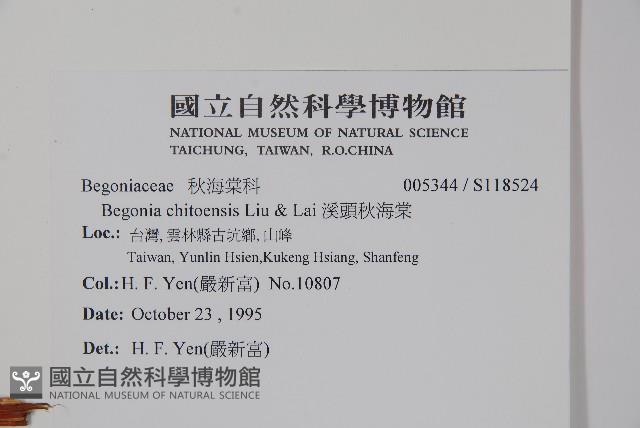 國立自然科學博物館
NATIONAL MUSEUM OF NATURAL SCIENCE
TAICHUNG, TAIWAN, R.O.CHINA
Begoniaceae 秋海棠科 005344 / S118524
Begonia chitoensis Liu & Lai 溪頭秋海棠
Loc.: 台灣, 雲林縣古坑鄉, 山峰
Taiwan, Yunlin Hsien,Kukeng Hsiang, Shanfeng
Col.: H. F. Yen(嚴新富) No.10807
Date: October 23 , 1995
Det.: H. F. Yen(嚴新富)
國立自然科學博物館
NATIONAL MUSEUM OF NATURAL SCIENCE